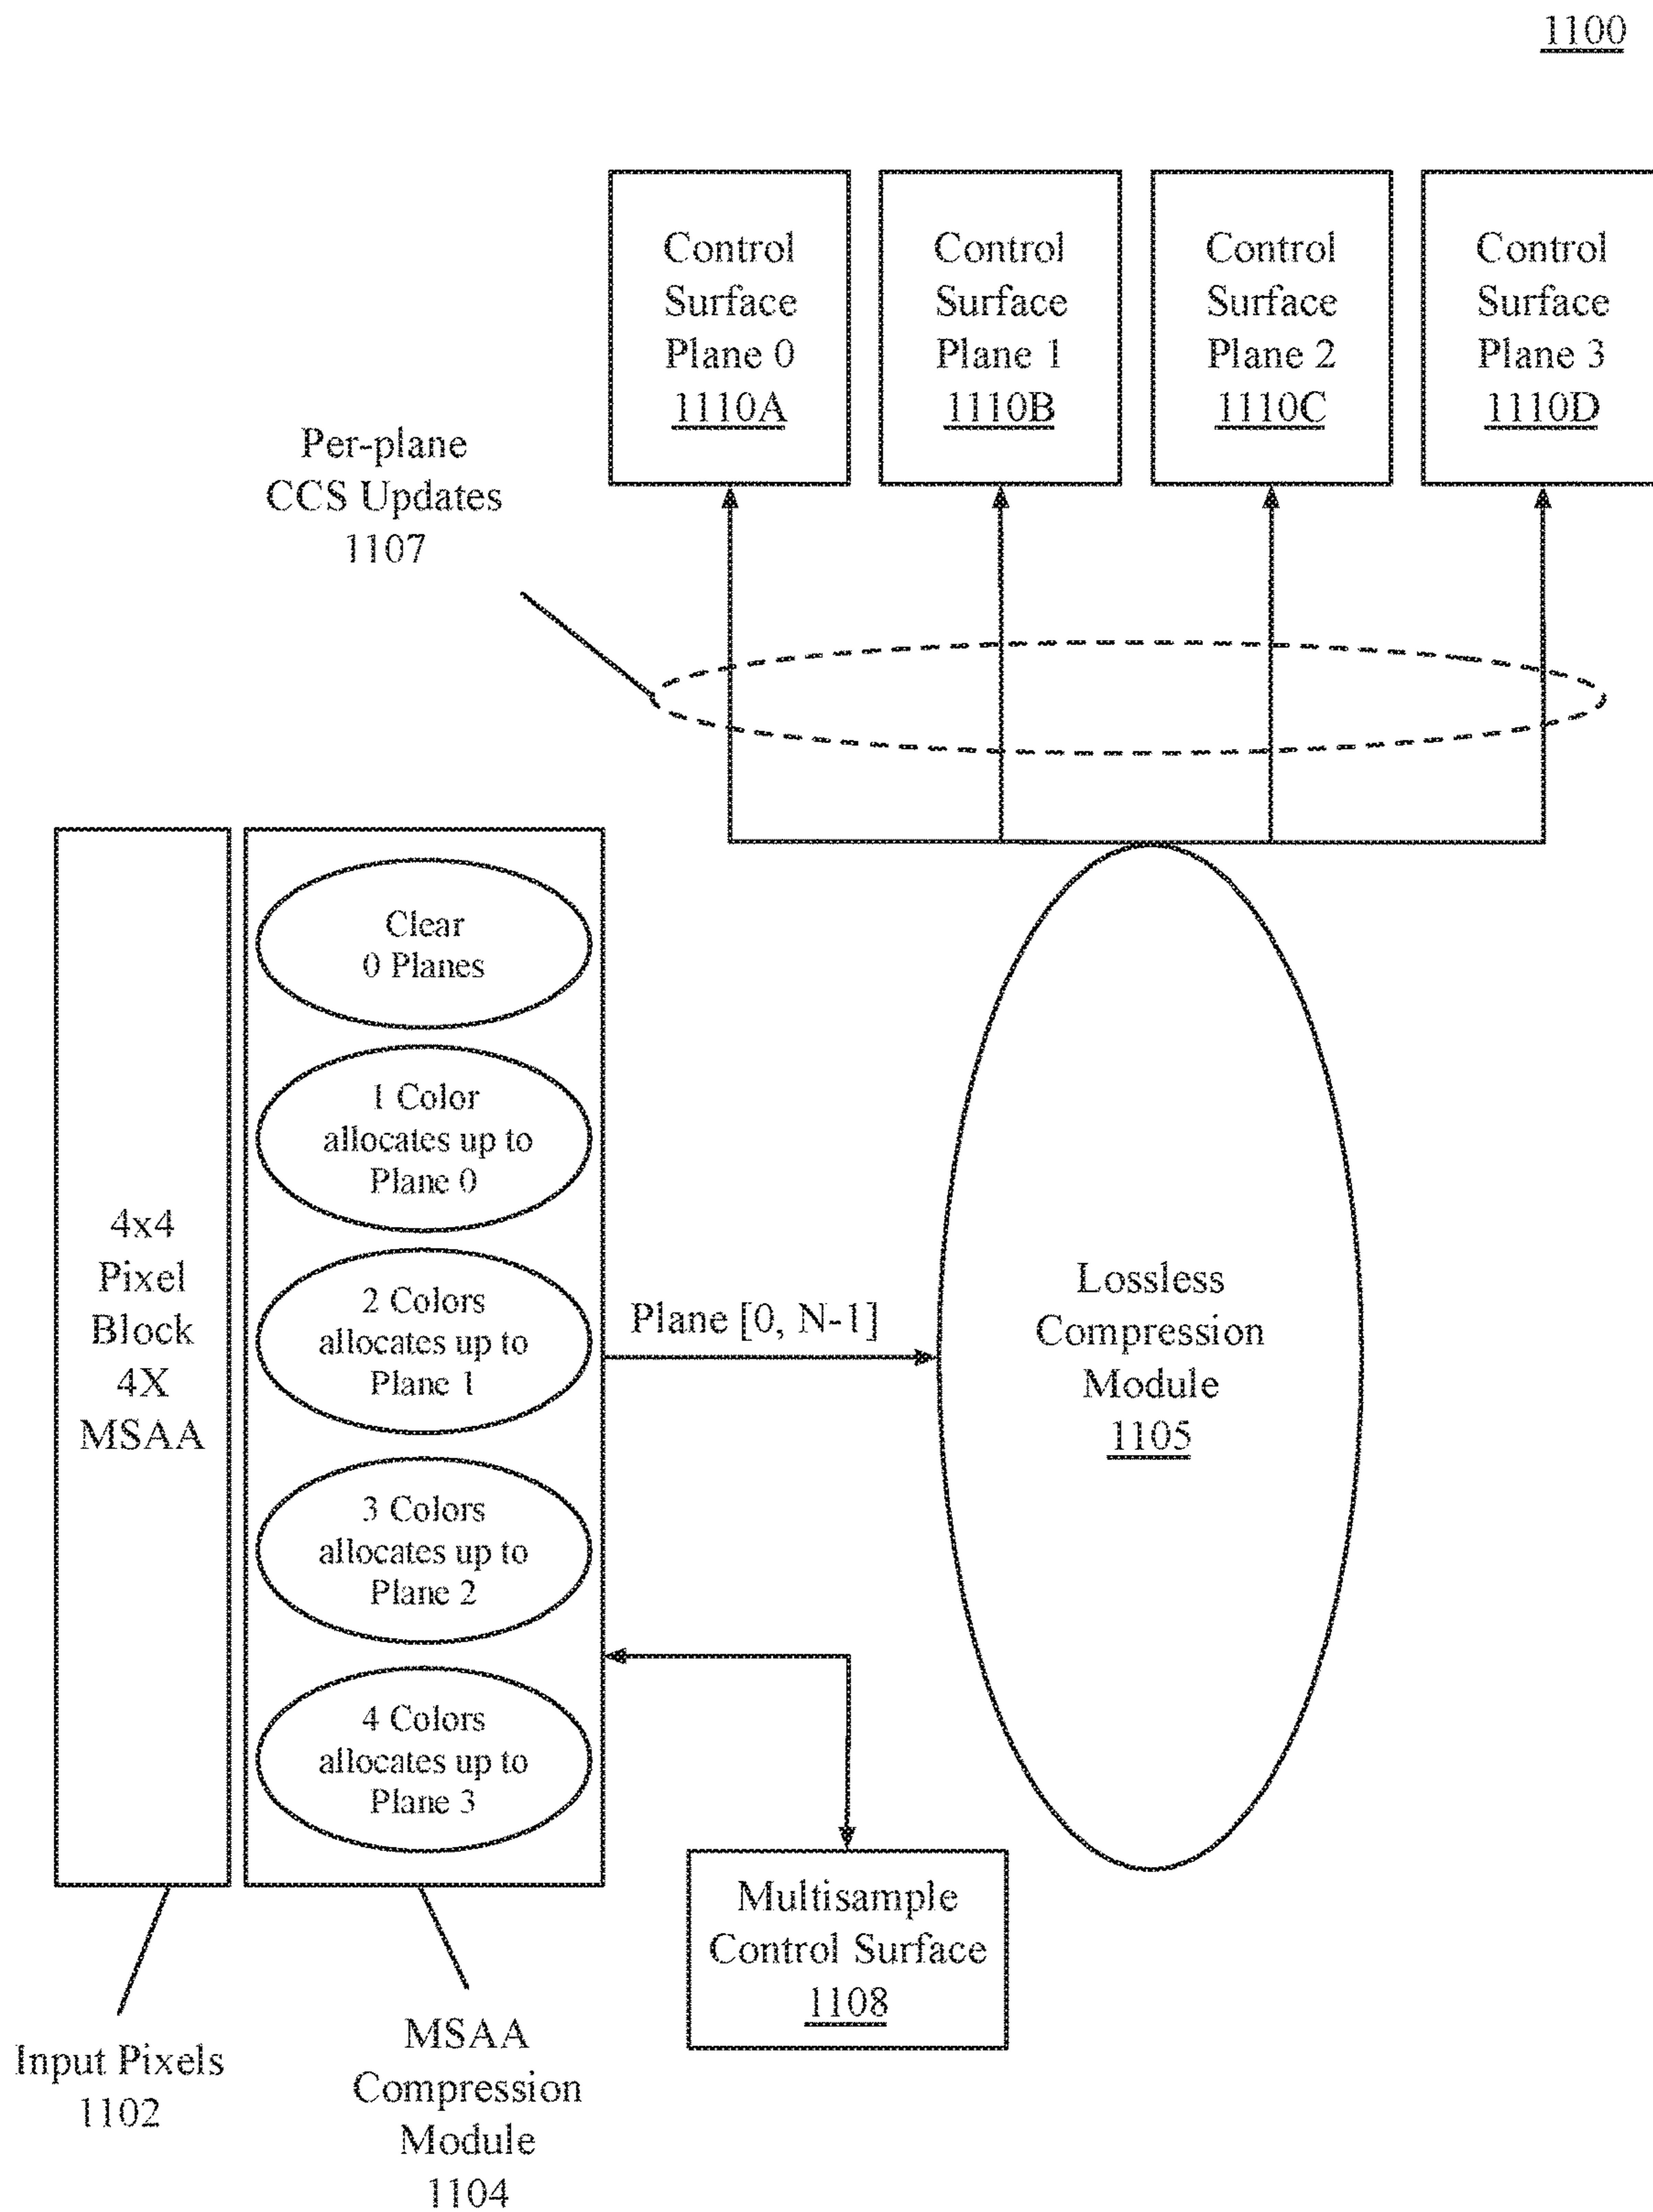 1100
Control
Surface
Plane 0
1110A
Control
Surface
Plane 1
1110B
Control
Surface
Plane 2
1110C
Control
Surface
Plane 3
1110D
Per-plane
CCS Updates
1107
4x4
Pixel
Block
4X
MSAA
Clear
0 Planes
1 Color
allocates up to
Plane 0
2 Colors
allocates up to
Plane 1
3 Colors
allocates up to
Plane 2
4 Colors
allocates up to
Plane 3
Plane [0, N-1]
Lossless
Compression
Module
1105
Multisample
Control Surface
1108
Input Pixels
1102
MSAA
Compression
Module
1104